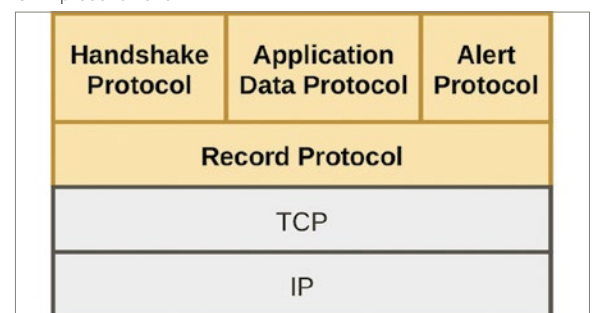 Handshake Protocol
Application Data Protocol
Alert Protocol
Record Protocol
TCP
IP